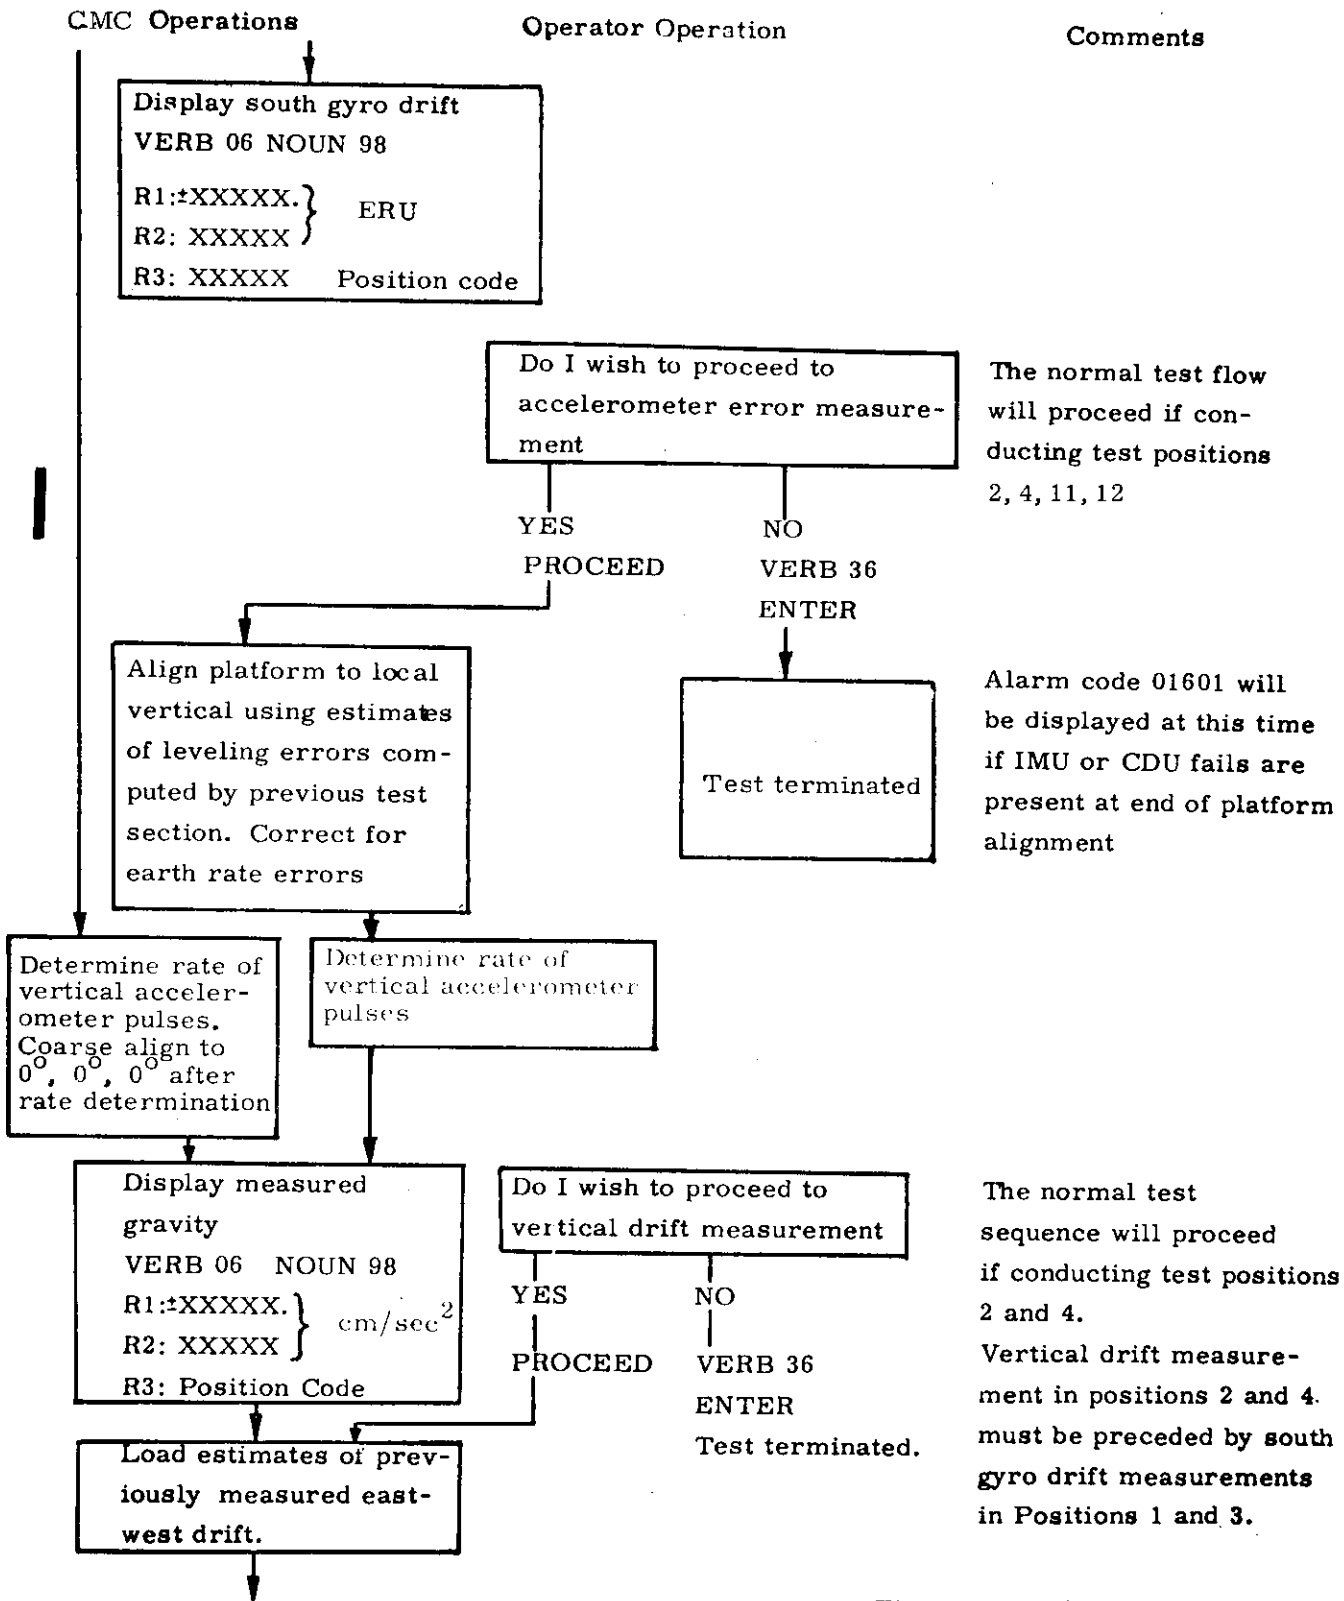 CMC Operations
Operator Operation
Comments
Display south gyro drift
VERB 06 NOUN 98
R1:±XXXXX.
R2: XXXXX
ERU
R3: XXXXX Position code
Do I wish to proceed to
accelerometer error measure-
ment
The normal test flow
will proceed if con-
ducting test positions
2, 4, 11, 12
YES
PROCEED
NO
VERB 36
ENTER
Align platform to local
vertical using estimates
of leveling errors com-
puted by previous test
section. Correct for
earth rate errors
Test terminated
Alarm code 01601 will
be displayed at this time
if IMU or CDU fails are
present at end of platform
alignment
Determine rate of
vertical acceler-
ometer pulses.
Coarse align to
0°, 0°, 0° after
rate determination
Determine rate of
vertical accelerometer
pulses
Display measured
gravity
VERB 06 NOUN 98
R1:±XXXXX.
R2: XXXXX
cm/sec²
R3: Position Code
Do I wish to proceed to
vertical drift measurement
YES
PROCEED
NO
VERB 36
ENTER
Test terminated.
The normal test
sequence will proceed
if conducting test positions
2 and 4.
Vertical drift measure-
ment in positions 2 and 4.
must be preceded by south
gyro drift measurements
in Positions 1 and 3.
Load estimates of prev-
iously measured east-
west drift.